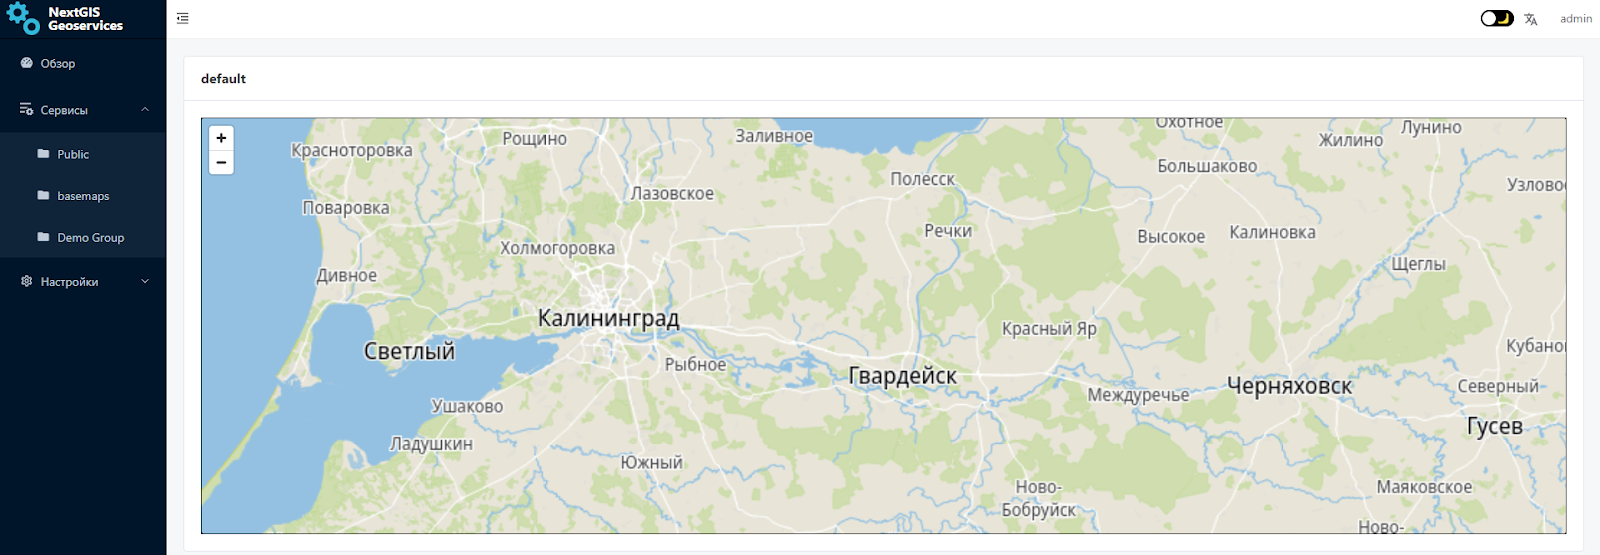 NextGIS
Geoservices
admin
Обзор
Сервисы
Public
basemaps
Demo Group
Настройки
default
+
−
Охотное
Лунино
Рощино
Заливное
Жилино
Красноторовка
Большаково
Полесск
Узловое
Лазовское
Поваровка
Речки
Высокое
Калиновка
Холмогоровка
Щеглы
Дивное
Калининград
Красный Яр
Светлый
Кубано
Рыбное
Гвардейск
Черняховск
Северный
Междуречье
Ушаково
Гусев
Ладушкин
Южный
Ново-
Бобруйск
Маяковское
Ново-